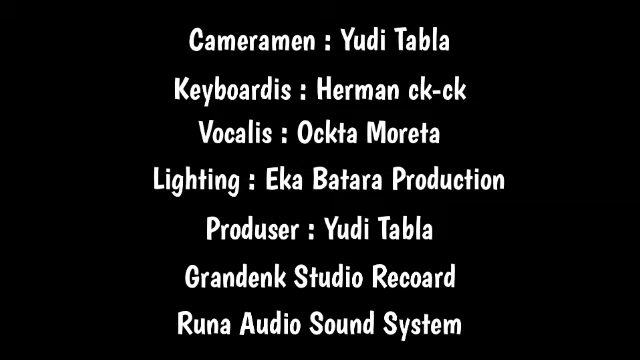 Cameramen : Yudi Tabla
Keyboardis : Herman ck-ck
Vocalis : Ockta Moreta
Lighting : Eka Batara Production
Produser : Yudi Tabla
Grandenk Studio Recoard
Runa Audio Sound System